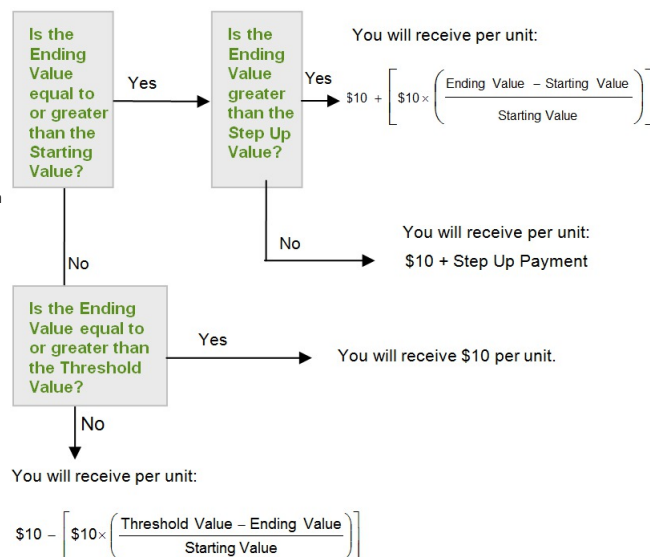 Is the
Ending
Value
equal to
or greater
than the
Starting
Value?
Yes
Is the
Ending
Value
greater
than the
Step Up
Value?
Yes
You will receive per unit:
$10 + [ $10 × ( Ending Value – Starting Value
Starting Value ) ]
No
You will receive per unit:
$10 + Step Up Payment
No
Is the Ending
Value equal to
or greater than
the Threshold
Value?
Yes
You will receive $10 per unit.
No
You will receive per unit:
$10 – [ $10× ( Threshold Value – Ending Value
Starting Value ) ]